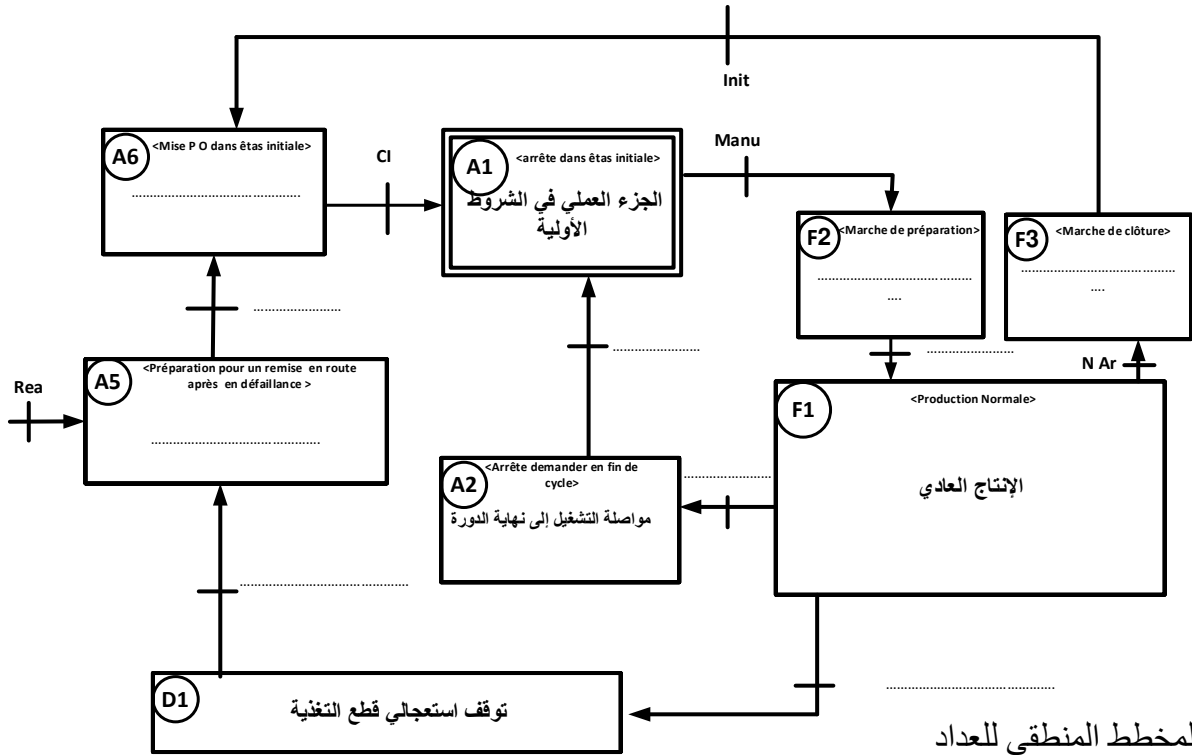 Init
A6
<Mise P O dans êtas initiale>
..........................................
CI
A1
<arrête dans êtas initiale>
الجزء العملي في الشروط
الأولية
Manu
F2
<Marche de préparation>
.......................................
....
F3
<Marche de clôture>
.......................................
....
......................
......................
......................
N Ar
Rea
A5
<Préparation pour un remise en route
après en défaillance >
..........................................
F1
<Production Normale>
الإنتاج العادي
A2
<Arrête demander en fin de
cycle>
مواصلة التشغيل إلى نهاية الدورة
.......................
..........................................
D1
توقف استعجالي قطع التغذية
..........................................
لمخطط المنطقي للعداد